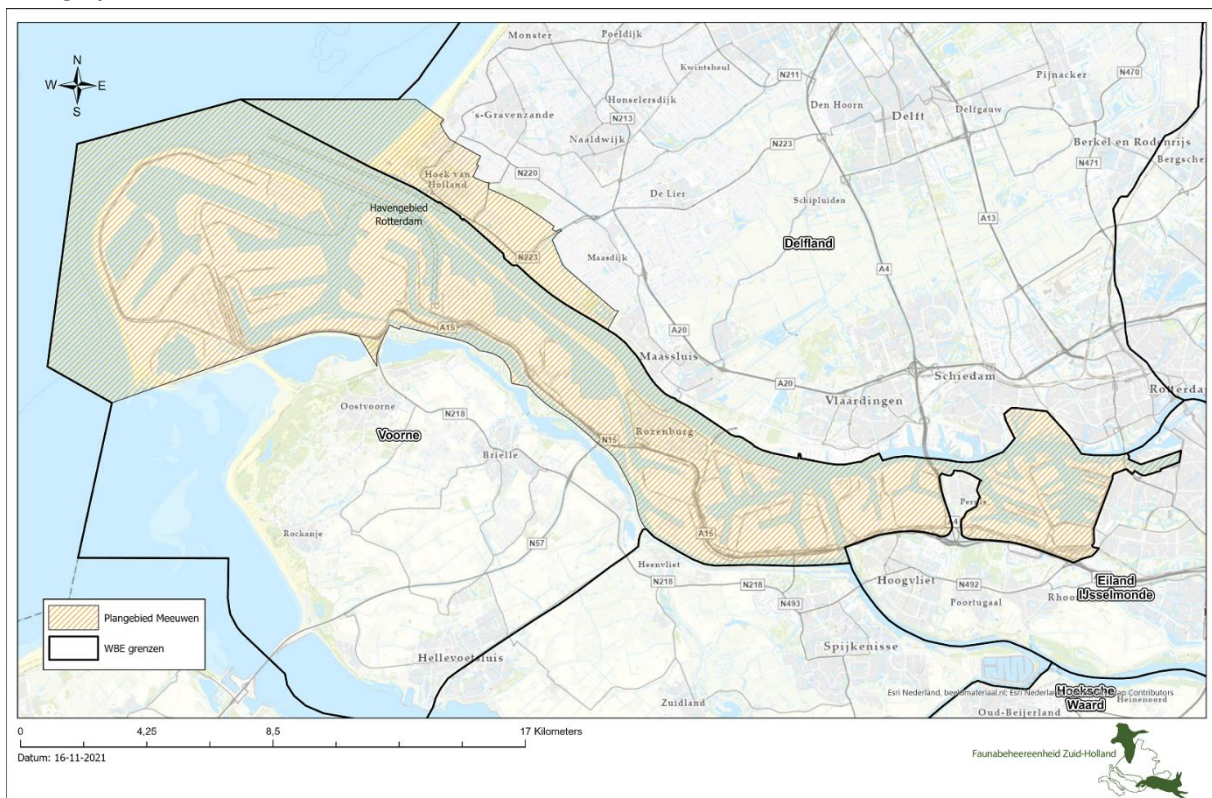 N
W E
S
Monster
Poeldijk
Kwintsheul
N211
Den Hoorn
Delft
Delfgauw
Pijnacker
N470
's-Gravenzande
Honselersdijk
N213
Naaldwijk
N223
Berkel en Rodenrijs
N471
Bergsche
Hoek van
Holland
N220
De Lier
Schipluiden
A13
Havengebied
Rotterdam
Delfland
N223
Maasdijk
A4
A15
A20
Maassluis
A20
Schiedam
Vlaardingen
Rotterda
Oostvoorne
N218
Voorne
Brielle
N15
Rozenburg
Pernis
Rockanje
N57
A15
Heenvliet
N218
N218
N493
Hoogvliet
N492
Poortugaal
Rhoon
Eiland
IJsselmonde
Spijkenisse
Hellevoetsluis
Zuidland
Hoeksche
Waard
Oud-Beijerland
Heinenoord
Plangebied Meeuwen
WBE grenzen
0 4,25 8,5 17 Kilometers
Datum: 16-11-2021
Faunabeheereenheid Zuid-Holland